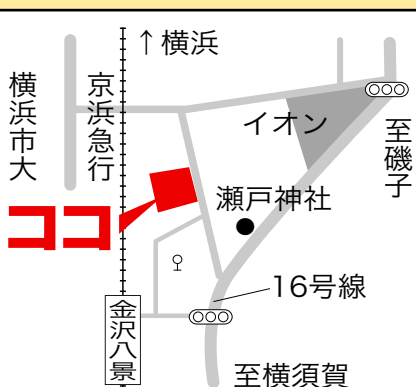 ↑横浜
横浜市大
京浜急行
イオン
至磯子
瀬戸神社
ココ
16号線
金沢八景
至横須賀